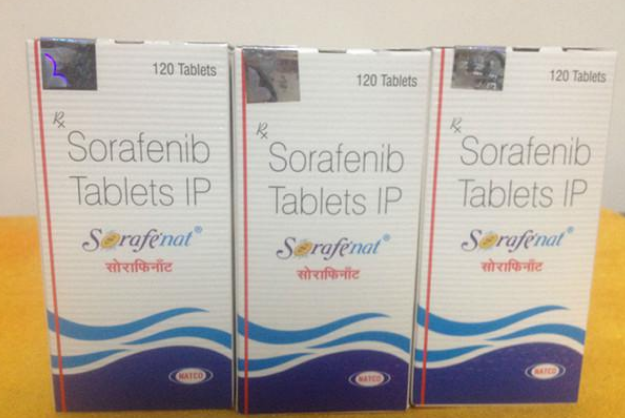 120 Tablets
Rx
Sorafenib
Tablets IP
Sorafenat®
सोराफिनॉट
NATCO
120 Tablets
Rx
Sorafenib
Tablets IP
Sorafenat®
सोराफिनॉट
NATCO
120 Tablets
Rx
Sorafenib
Tablets IP
Sorafenat®
सोराफिनॉट
NATCO